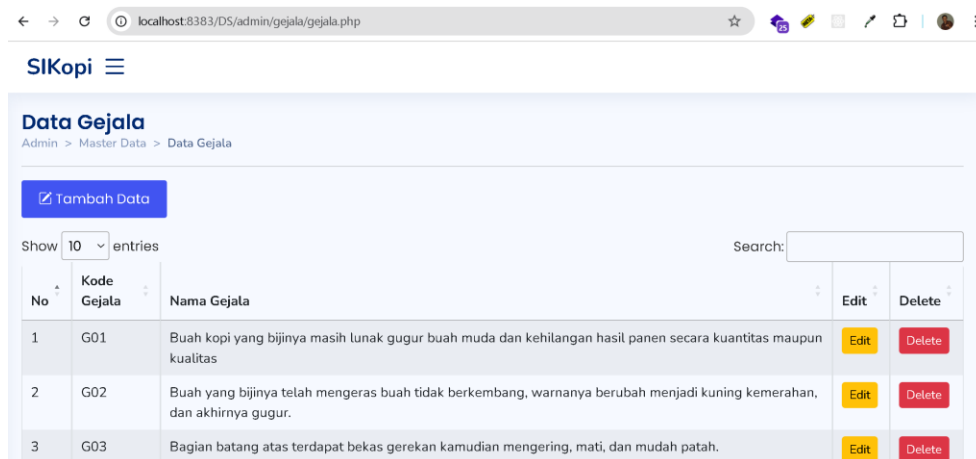 localhost:8383/DS/admin/gejala/gejala.php
25
SIKopi
Data Gejala
Admin > Master Data > Data Gejala
Tambah Data
Show 10 entries
Search:
No Kode Gejala Nama Gejala Edit Delete
1 G01 Buah kopi yang bijinya masih lunak gugur buah muda dan kehilangan hasil panen secara kuantitas maupun Edit Delete
kualitas
2 G02 Buah yang bijinya telah mengeras buah tidak berkembang, warnanya berubah menjadi kuning kemerahan, Edit Delete
dan akhirnya gugur.
3 G03 Bagian batang atas terdapat bekas gerekan kamudian mengering, mati, dan mudah patah. Edit Delete